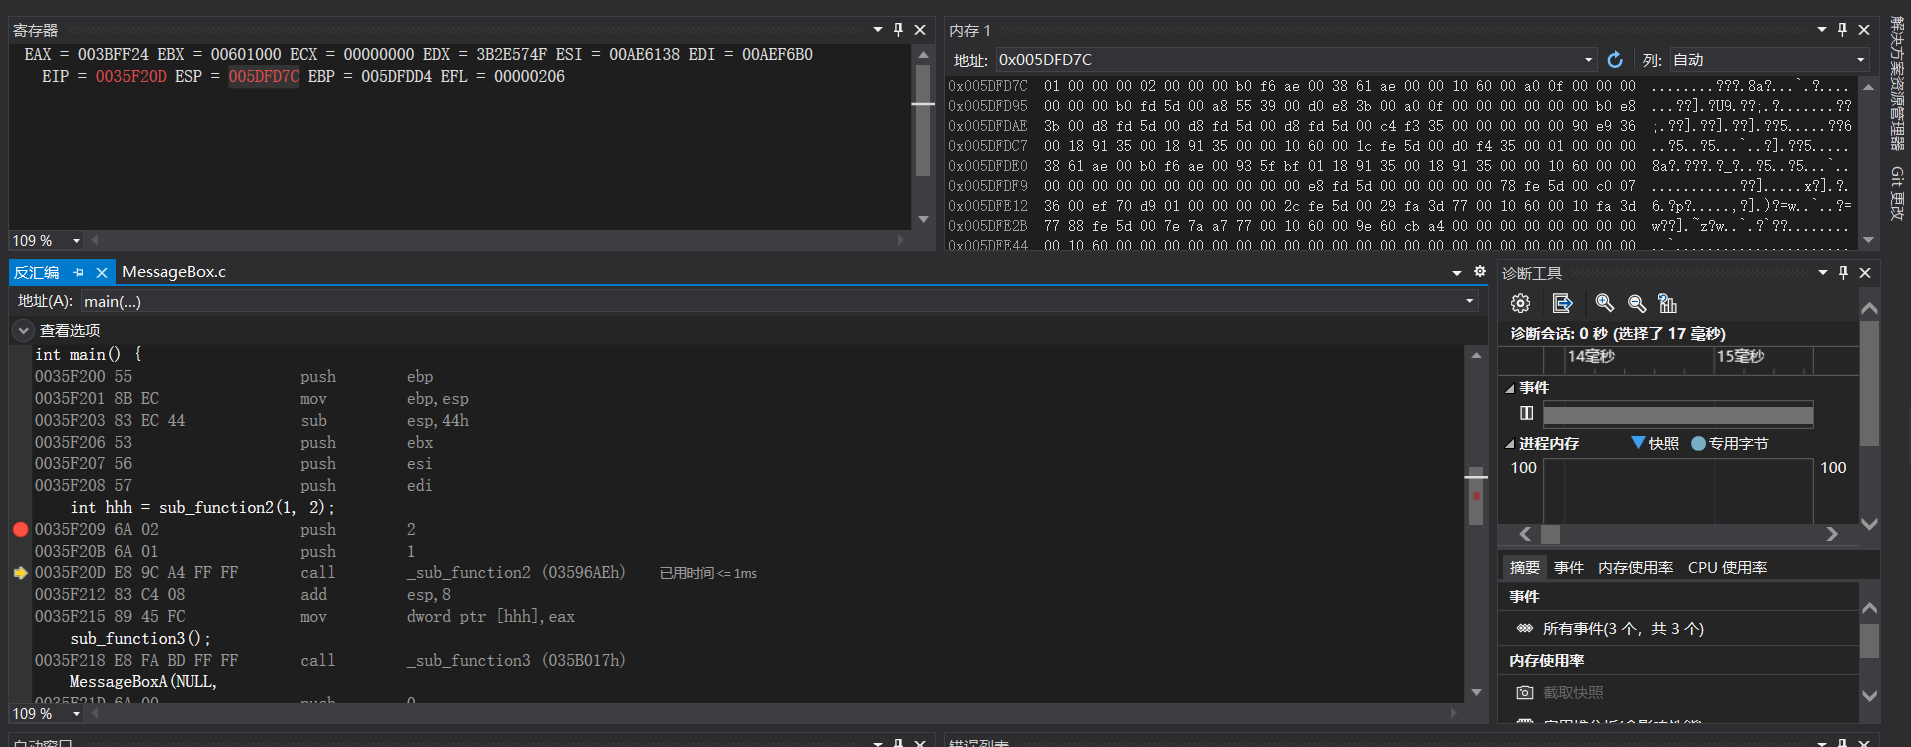 寄存器
EAX = 003BFF24 EBX = 00601000 ECX = 00000000 EDX = 3B2E574F ESI = 00AE6138 EDI = 00AEF6B0
EIP = 0035F20D ESP = 005DFD7C EBP = 005DFDD4 EFL = 00000206
109 %
内存 1
地址: 0x005DFD7C 列: 自动
0x005DFD7C 01 00 00 00 02 00 00 00 b0 f6 ae 00 38 61 ae 00 00 10 60 00 a0 0f 00 00 00 ........???.8a?...`.?....
0x005DFD95 00 00 00 b0 fd 5d 00 a8 55 39 00 d0 e8 3b 00 a0 0f 00 00 00 00 00 00 b0 e8 ...??].?U9.??;.?.......??
0x005DFDAE 3b 00 d8 fd 5d 00 d8 fd 5d 00 d8 fd 5d 00 c4 f3 35 00 00 00 00 00 90 e9 36 ;.??].??].??].??5.....??6
0x005DFDC7 00 18 91 35 00 18 91 35 00 00 10 60 00 1c fe 5d 00 d0 f4 35 00 01 00 00 00 ..?5..?5...`..?].??5.....
0x005DFDE0 38 61 ae 00 b0 f6 ae 00 93 5f bf 01 18 91 35 00 18 91 35 00 00 10 60 00 00 8a?.???.?_?..?5..?5...`..
0x005DFDF9 00 00 00 00 00 00 00 00 00 00 00 e8 fd 5d 00 00 00 00 00 78 fe 5d 00 c0 07 ...........??].....x?].?.
0x005DFE12 36 00 ef 70 d9 01 00 00 00 00 2c fe 5d 00 29 fa 3d 77 00 10 60 00 10 fa 3d 6.?p?.....,?].)?=w..`..?=
0x005DFE2B 77 88 fe 5d 00 7e 7a a7 77 00 10 60 00 9e 60 cb a4 00 00 00 00 00 00 00 00 w??].~z?w..`.?`??........
0x005DFE44 00 10 60 00 00 00 00 00 00 00 00 00 00 00 00 00 00 00 00 00 00 00 00 00 00 ..`......................
解决方案资源管理器
Git 更改
反汇编 MessageBox.c
地址(A): main(...)
查看选项
int main() {
0035F200 55 push ebp
0035F201 8B EC mov ebp,esp
0035F203 83 EC 44 sub esp,44h
0035F206 53 push ebx
0035F207 56 push esi
0035F208 57 push edi
int hhh = sub_function2(1, 2);
0035F209 6A 02 push 2
0035F20B 6A 01 push 1
0035F20D E8 9C A4 FF FF call _sub_function2 (03596AEh) 已用时间 <= 1ms
0035F212 83 C4 08 add esp,8
0035F215 89 45 FC mov dword ptr [hhh],eax
sub_function3();
0035F218 E8 FA BD FF FF call _sub_function3 (035B017h)
MessageBoxA(NULL,
0035F21D 6A 00 push 0
109 %
诊断工具
诊断会话: 0 秒 (选择了 17 毫秒)
14毫秒 15毫秒
事件
进程内存 快照 专用字节
100 100
摘要 事件 内存使用率 CPU 使用率
事件
所有事件(3 个，共 3 个)
内存使用率
截取快照
自动窗口
错误列表